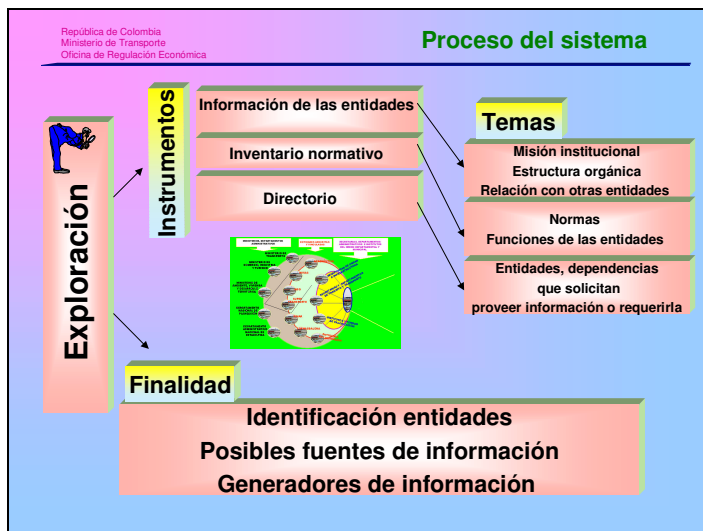 República de Colombia
Ministerio de Transporte
Oficina de Regulación Económica
Proceso del sistema
Exploración
Instrumentos
Información de las entidades
Inventario normativo
Directorio
Temas
Misión institucional
Estructura orgánica
Relación con otras entidades
Normas
Funciones de las entidades
Entidades, dependencias
que solicitan
proveer información o requerirla
Finalidad
Identificación entidades
Posibles fuentes de información
Generadores de información